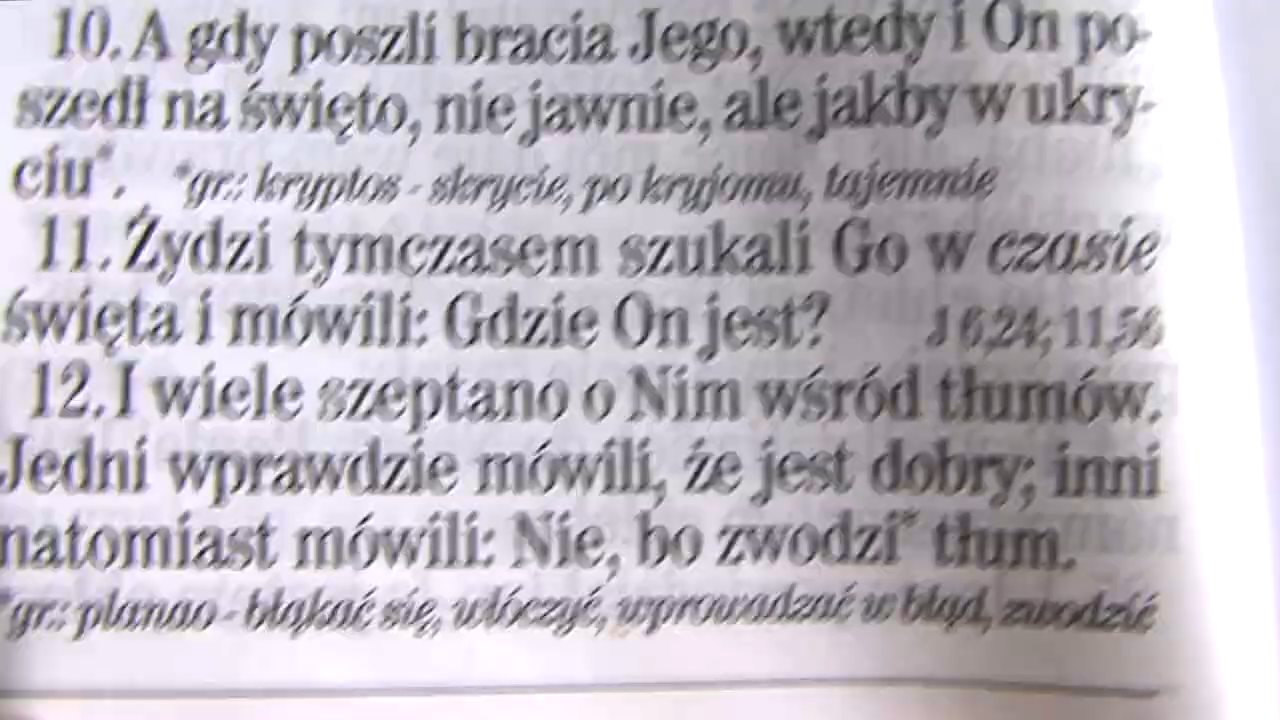 10. A gdy poszli bracia Jego, wtedy i On po-
szedł na święto, nie jawnie, ale jakby w ukry-
ciu*. *gr.: kryptos - skrycie, po kryjomu, tajemnie
11. Żydzi tymczasem szukali Go w czasie
święta i mówili: Gdzie On jest? J 6,24; 11,56
12. I wiele szeptano o Nim wśród tłumów.
Jedni wprawdzie mówili, że jest dobry; inni
natomiast mówili: Nie, bo zwodzi* tłum.
*gr.: planao - błąkać się, włóczyć, wprowadzać w błąd, zwodzić